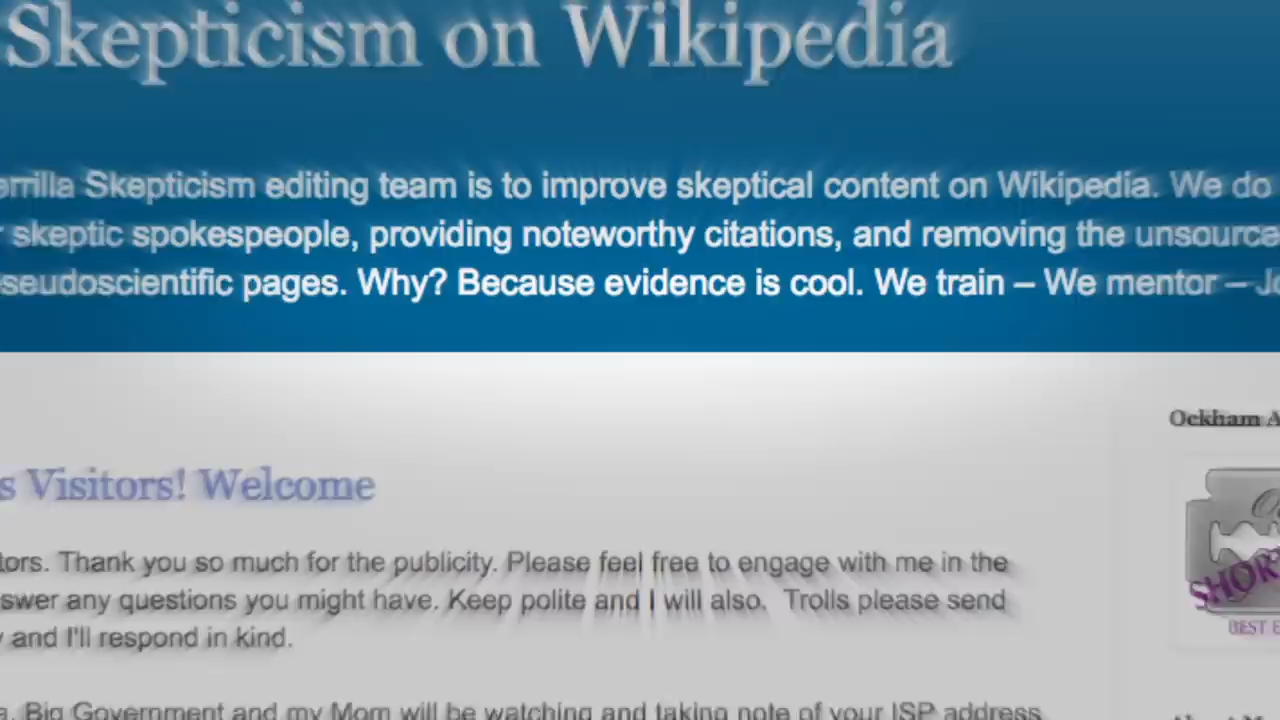 Skepticism on Wikipedia
errilla Skepticism editing team is to improve skeptical content on Wikipedia. We do
skeptic spokespeople, providing noteworthy citations, and removing the unsource
seudoscientific pages. Why? Because evidence is cool. We train – We mentor – Jo
Ockham A
s Visitors! Welcome
tors. Thank you so much for the publicity. Please feel free to engage with me in the
swer any questions you might have. Keep polite and I will also. Trolls please send
and I'll respond in kind.
SHOR
BEST E
a. Big Government and my Mom will be watching and taking note of your ISP address